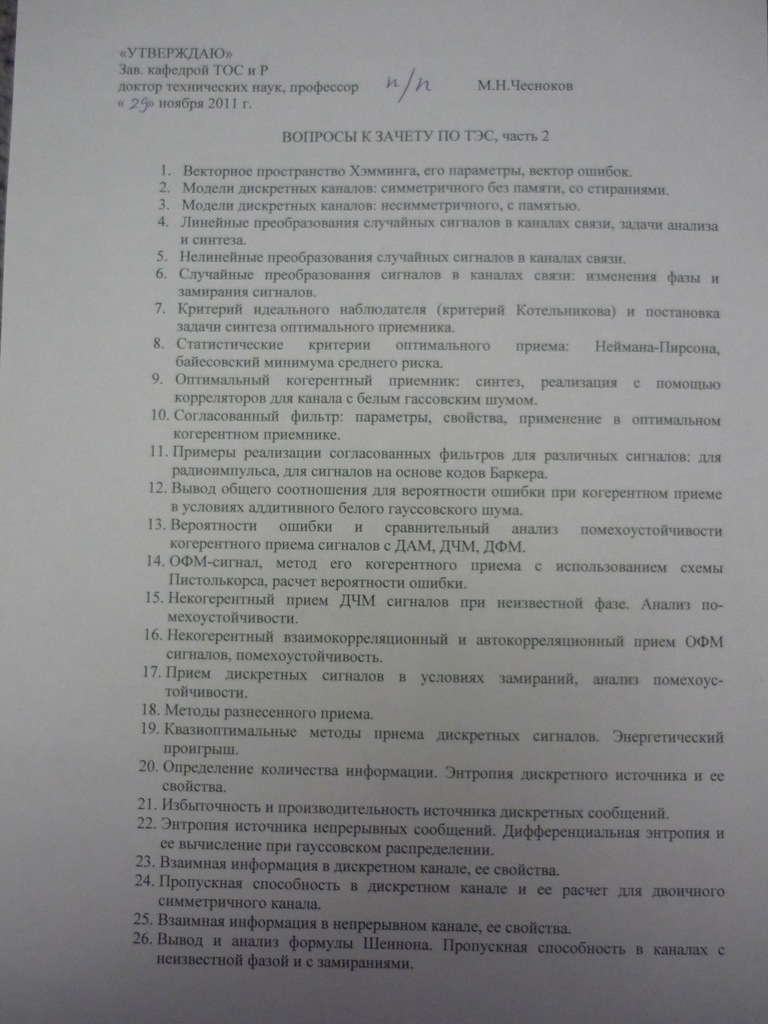 «УТВЕРЖДАЮ»
Зав. кафедрой ТОС и Р
доктор технических наук, профессор п/п М.Н.Чесноков
« 29» ноября 2011 г.
ВОПРОСЫ К ЗАЧЕТУ ПО ТЭС, часть 2
1. Векторное пространство Хэмминга, его параметры, вектор ошибок.
2. Модели дискретных каналов: симметричного без памяти, со стираниями.
3. Модели дискретных каналов: несимметричного, с памятью.
4. Линейные преобразования случайных сигналов в каналах связи, задачи анализа
и синтеза.
5. Нелинейные преобразования случайных сигналов в каналах связи.
6. Случайные преобразования сигналов в каналах связи: изменения фазы и
замирания сигналов.
7. Критерий идеального наблюдателя (критерий Котельникова) и постановка
задачи синтеза оптимального приемника.
8. Статистические критерии оптимального приема: Неймана-Пирсона,
байесовский минимума среднего риска.
9. Оптимальный когерентный приемник: синтез, реализация с помощью
корреляторов для канала с белым гассовским шумом.
10. Согласованный фильтр: параметры, свойства, применение в оптимальном
когерентном приемнике.
11. Примеры реализации согласованных фильтров для различных сигналов: для
радиоимпульса, для сигналов на основе кодов Баркера.
12. Вывод общего соотношения для вероятности ошибки при когерентном приеме
в условиях аддитивного белого гауссовского шума.
13. Вероятности ошибки и сравнительный анализ помехоустойчивости
когерентного приема сигналов с ДАМ, ДЧМ, ДФМ.
14. ОФМ-сигнал, метод его когерентного приема с использованием схемы
Пистолькорса, расчет вероятности ошибки.
15. Некогерентный прием ДЧМ сигналов при неизвестной фазе. Анализ по-
мехоустойчивости.
16. Некогерентный взаимокорреляционный и автокорреляционный прием ОФМ
сигналов, помехоустойчивость.
17. Прием дискретных сигналов в условиях замираний, анализ помехоус-
тойчивости.
18. Методы разнесенного приема.
19. Квазиоптимальные методы приема дискретных сигналов. Энергетический
проигрыш.
20. Определение количества информации. Энтропия дискретного источника и ее
свойства.
21. Избыточность и производительность источника дискретных сообщений.
22. Энтропия источника непрерывных сообщений. Дифференциальная энтропия и
ее вычисление при гауссовском распределении.
23. Взаимная информация в дискретном канале, ее свойства.
24. Пропускная способность в дискретном канале и ее расчет для двоичного
симметричного канала.
25. Взаимная информация в непрерывном канале, ее свойства.
26. Вывод и анализ формулы Шеннона. Пропускная способность в каналах с
неизвестной фазой и с замираниями.